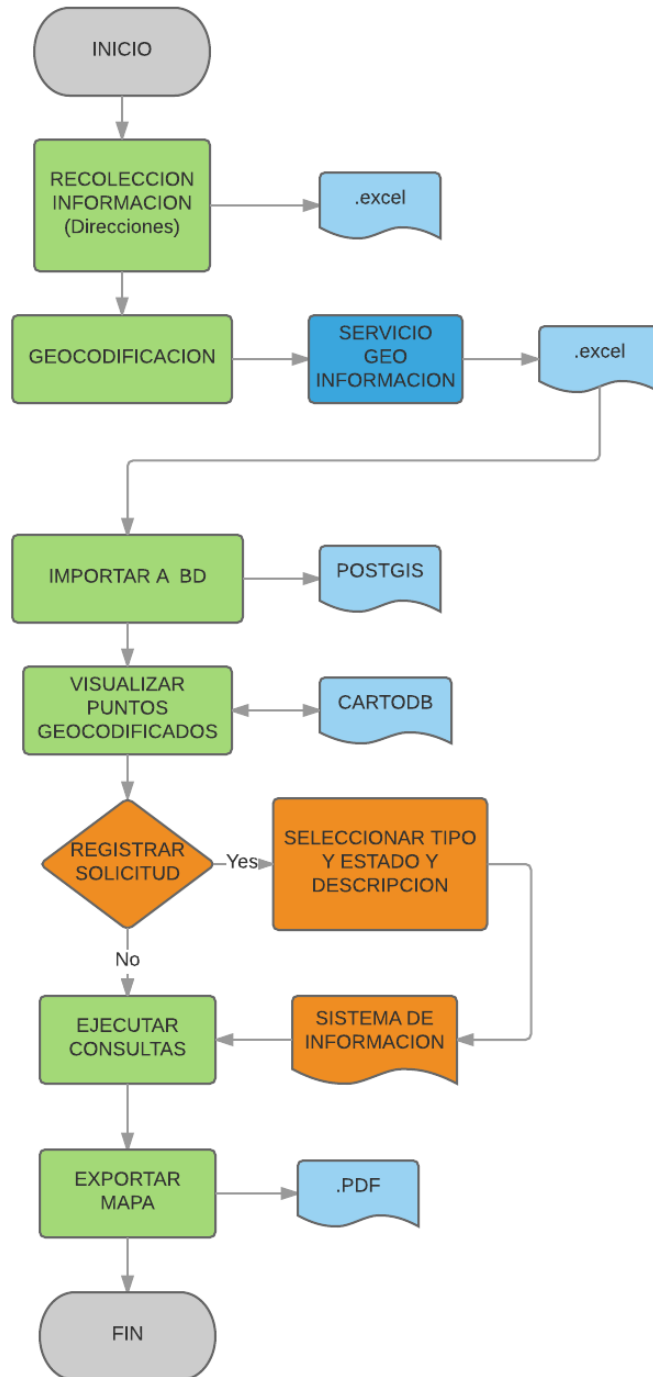 INICIO
RECOLECCION
INFORMACION
(Direcciones)
.excel
GEOCODIFICACION
SERVICIO
GEO
INFORMACION
.excel
IMPORTAR A BD
POSTGIS
VISUALIZAR
PUNTOS
GEOCODIFICADOS
CARTODB
REGISTRAR
SOLICITUD
Yes
SELECCIONAR TIPO
Y ESTADO Y
DESCRIPCION
No
EJECUTAR
CONSULTAS
SISTEMA DE
INFORMACION
EXPORTAR
MAPA
.PDF
FIN